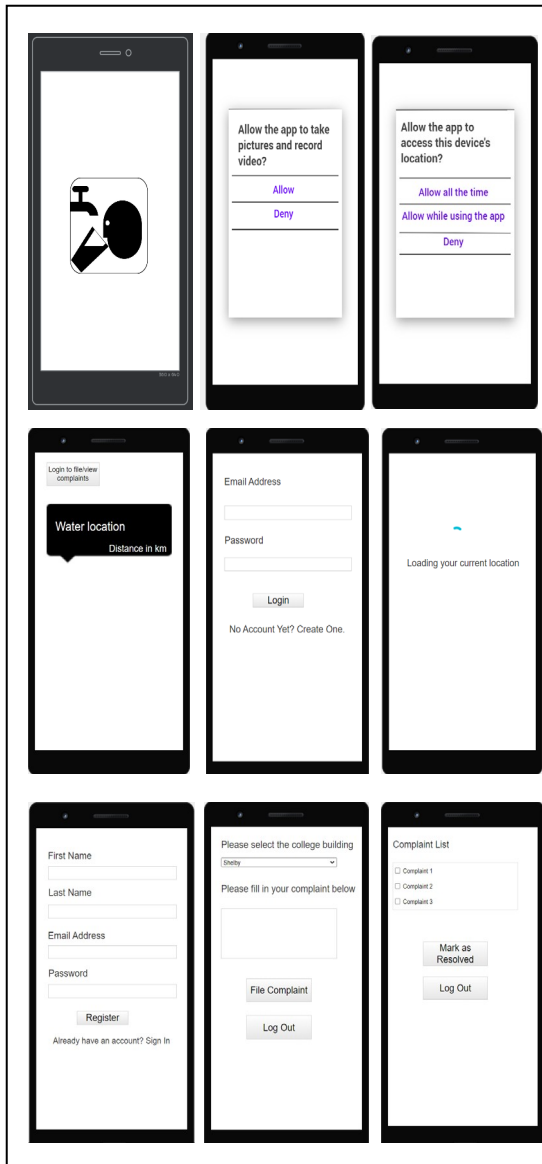 Allow the app to take
pictures and record
video?
Allow
Deny
Allow the app to
access this device's
location?
Allow all the time
Allow while using the app
Deny
Login to file/view
complaints
Water location
Distance in km
Email Address
Password
Login
No Account Yet? Create One.
Loading your current location
First Name
Last Name
Email Address
Password
Register
Already have an account? Sign In
Please select the college building
Shelby
Please fill in your complaint below
File Complaint
Log Out
Complaint List
Complaint 1
Complaint 2
Complaint 3
Mark as
Resolved
Log Out